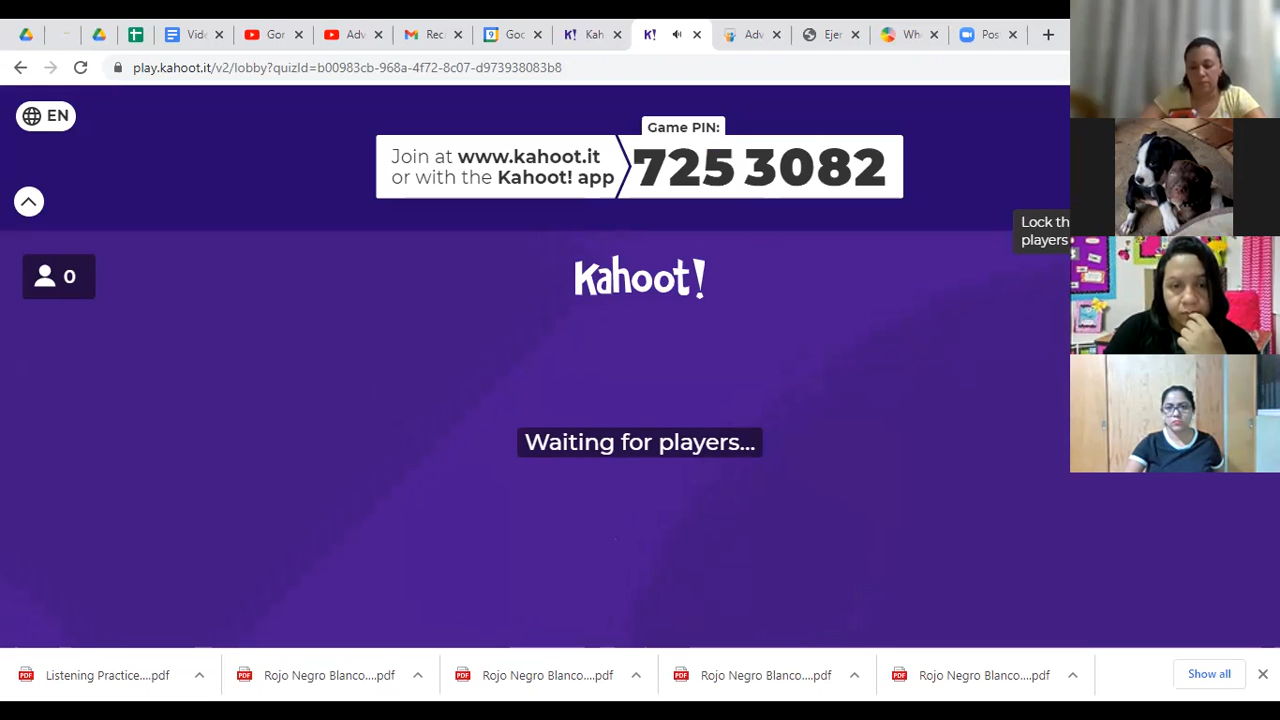 Vide
Gor
Adv
Rec
Goo
Kah
K!
Adv
Ejer
Who
Pos
play.kahoot.it/v2/lobby?quizId=b00983cb-968a-4f72-8c07-d973938083b8
EN
Game PIN:
Join at www.kahoot.it
or with the Kahoot! app
725 3082
Lock th
players
0
Kahoot!
Waiting for players...
Listening Practice....pdf
Rojo Negro Blanco....pdf
Rojo Negro Blanco....pdf
Rojo Negro Blanco....pdf
Rojo Negro Blanco....pdf
Show all